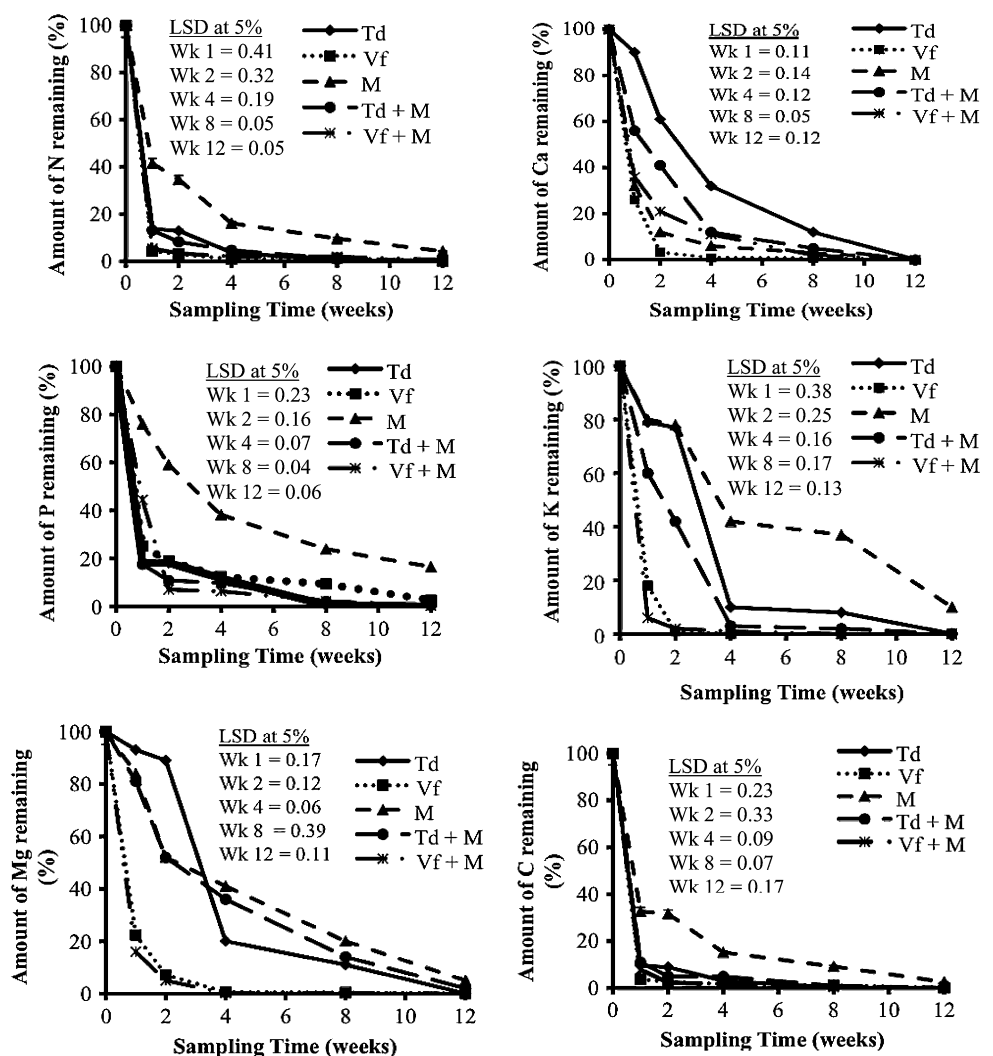 Amount of N remaining (%)
100
80
60
40
20
0
0 2 4 6 8 10 12
Sampling Time (weeks)
LSD at 5%
Wk 1 = 0.41
Wk 2 = 0.32
Wk 4 = 0.19
Wk 8 = 0.05
Wk 12 = 0.05
Td
Vf
M
Td + M
Vf + M
Amount of Ca remaining (%)
100
80
60
40
20
0
0 2 4 6 8 10 12
Sampling Time (weeks)
LSD at 5%
Wk 1 = 0.11
Wk 2 = 0.14
Wk 4 = 0.12
Wk 8 = 0.05
Wk 12 = 0.12
Td
Vf
M
Td + M
Vf + M
Amount of P remaining (%)
100
80
60
40
20
0
0 2 4 6 8 10 12
Sampling Time (weeks)
LSD at 5%
Wk 1 = 0.23
Wk 2 = 0.16
Wk 4 = 0.07
Wk 8 = 0.04
Wk 12 = 0.06
Td
Vf
M
Td + M
Vf + M
Amount of K remaining (%)
100
80
60
40
20
0
0 2 4 6 8 10 12
Sampling Time (weeks)
LSD at 5%
Wk 1 = 0.38
Wk 2 = 0.25
Wk 4 = 0.16
Wk 8 = 0.17
Wk 12 = 0.13
Td
Vf
M
Td + M
Vf + M
Amount of Mg remaining
(%)
100
80
60
40
20
0
0 2 4 6 8 10 12
Sampling Time (weeks)
LSD at 5%
Wk 1 = 0.17
Wk 2 = 0.12
Wk 4 = 0.06
Wk 8 = 0.39
Wk 12 = 0.11
Td
Vf
M
Td + M
Vf + M
Amount of C remaining
(%)
100
80
60
40
20
0
0 2 4 6 8 10 12
Sampling Time (weeks)
LSD at 5%
Wk 1 = 0.23
Wk 2 = 0.33
Wk 4 = 0.09
Wk 8 = 0.07
Wk 12 = 0.17
Td
Vf
M
Td + M
Vf + M